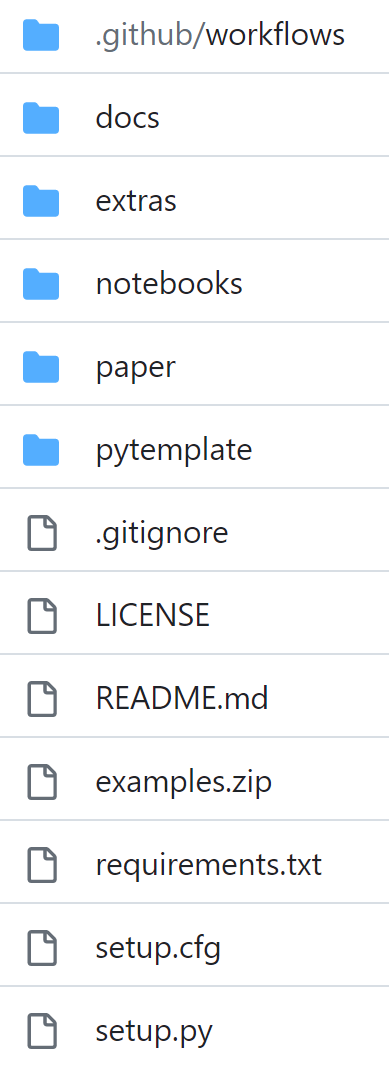 .github/workflows
docs
extras
notebooks
paper
pytemplate
.gitignore
LICENSE
README.md
examples.zip
requirements.txt
setup.cfg
setup.py